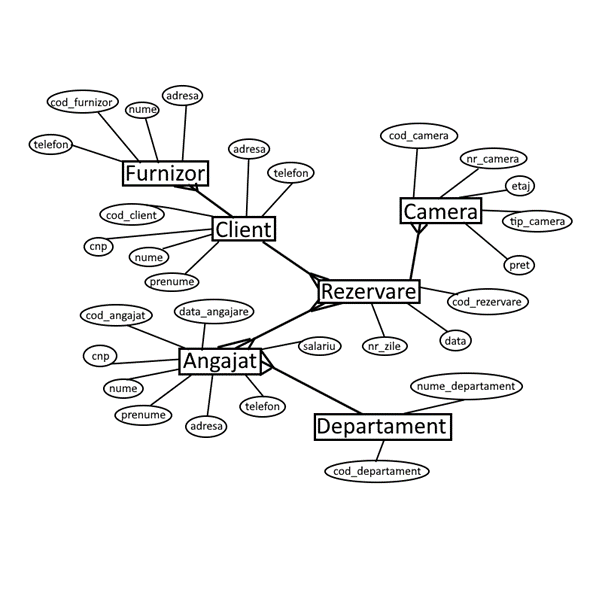 adresa
cod_furnizor
nume
telefon
Furnizor
cod_camera
adresa
nr_camera
telefon
etaj
Camera
cod_client
tip_camera
Client
cnp
nume
pret
prenume
Rezervare
cod_rezervare
data_angajare
cod_angajat
data
salariu
nr_zile
cnp
Angajat
nume
nume_departament
telefon
prenume
adresa
Departament
cod_departament